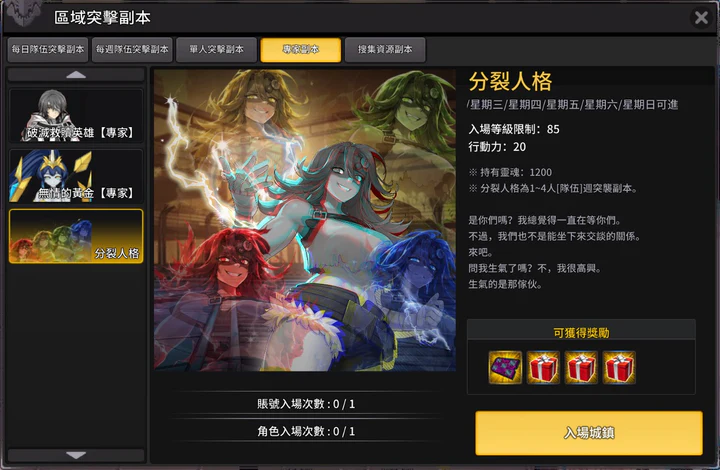 區域突擊副本
每日隊伍突擊副本
每週隊伍突擊副本
單人突擊副本
專家副本
搜集資源副本
破滅救贖英雄【專家】
無情的黃金【專家】
分裂人格
分裂人格
/星期三/星期四/星期五/星期六/星期日可進
入場等級限制：85
行動力：20
※ 持有靈魂：1200
※ 分裂人格為1~4人[隊伍]週突襲副本。
是你們嗎？我總覺得一直在等你們。
不過，我們也不是能坐下來交談的關係。
來吧。
問我生氣了嗎？不，我很高興。
生氣的是那傢伙。
可獲得獎勵
賬號入場次數 : 0 / 1
角色入場次數 : 0 / 1
入場城鎮